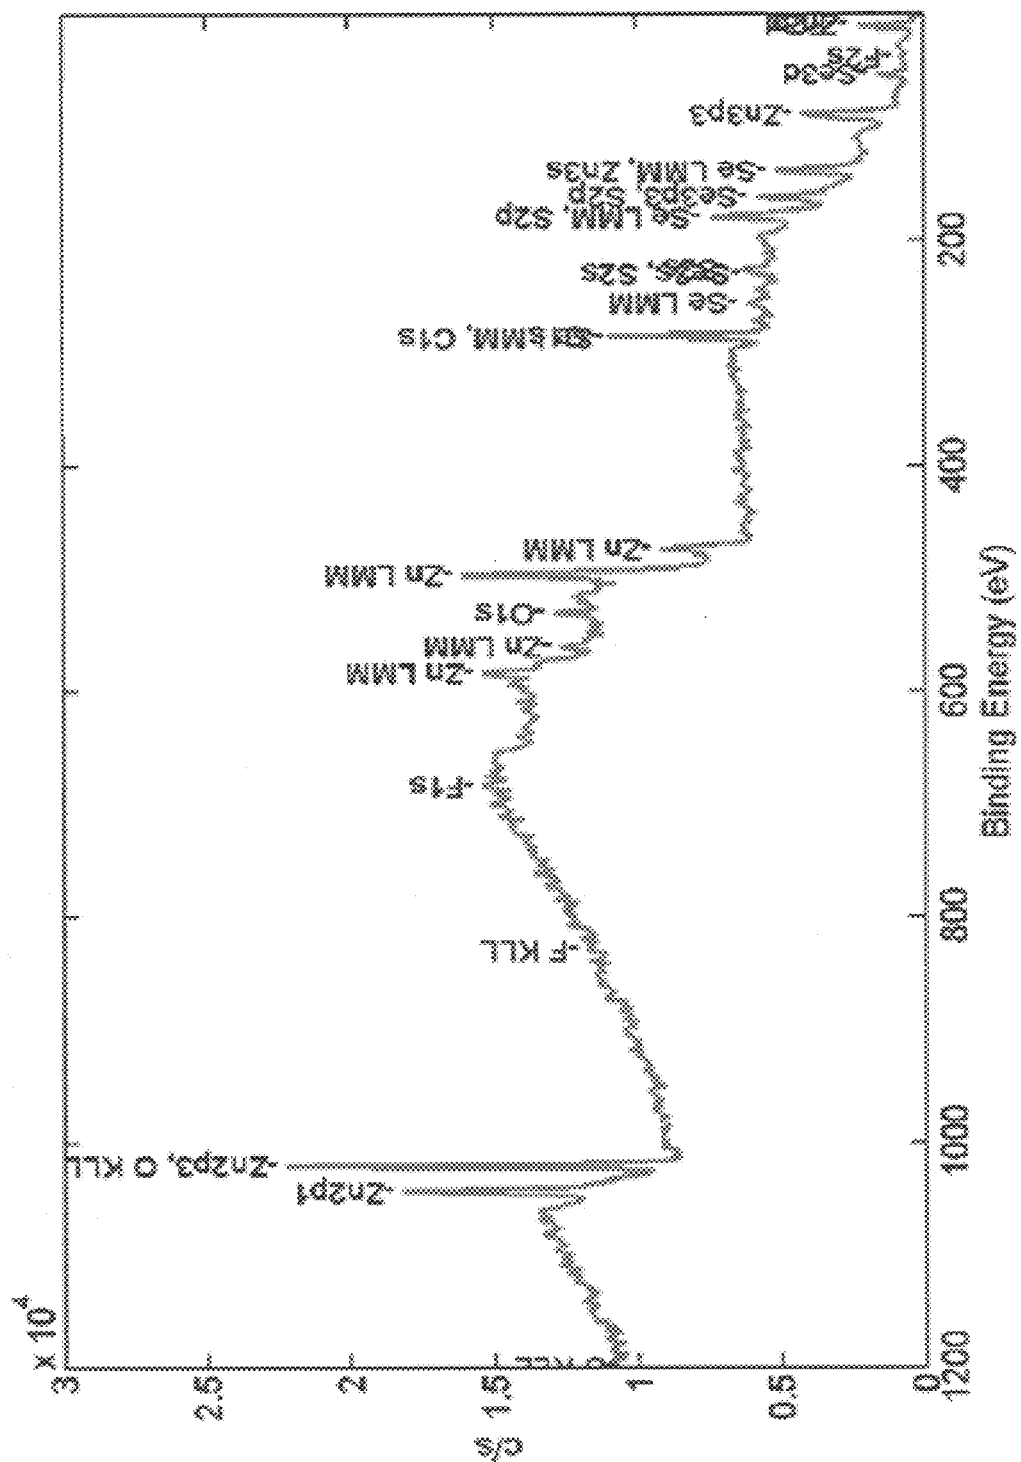 x 10⁴
3
2.5
2
1.5
1
0.5
0
c/s
1200
1000
800
600
400
200
Binding Energy (eV)
-Zn2p1
-Zn2p3, O KLL
-F KLL
-F1s
-Zn LMM
-Zn LMM
-O1s
-Zn LMM
-Zn LMM
MM, C1s
-Se LMM
S2s
-Se LMM, S2p
-Se3p3, S2p
-Se LMM, Zn3s
-Zn3p3
-Se3d
-F2s